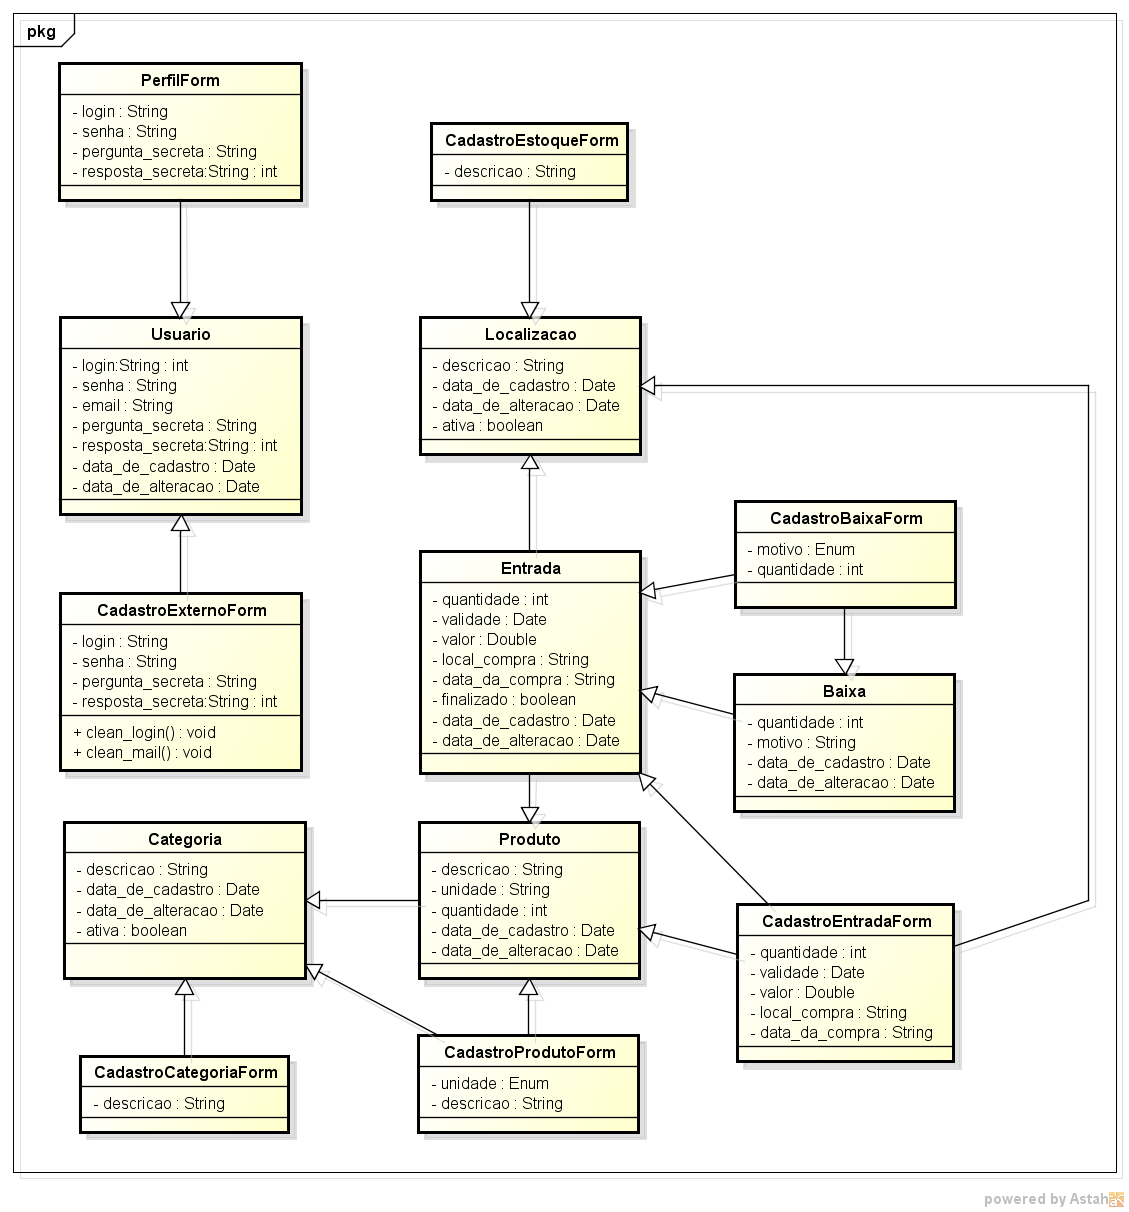 pkg
PerfilForm
- login : String
- senha : String
- pergunta_secreta : String
- resposta_secreta:String : int
CadastroEstoqueForm
- descricao : String
Usuario
- login:String : int
- senha : String
- email : String
- pergunta_secreta : String
- resposta_secreta:String : int
- data_de_cadastro : Date
- data_de_alteracao : Date
Localizacao
- descricao : String
- data_de_cadastro : Date
- data_de_alteracao : Date
- ativa : boolean
CadastroBaixaForm
- motivo : Enum
- quantidade : int
Entrada
- quantidade : int
- validade : Date
- valor : Double
- local_compra : String
- data_da_compra : String
- finalizado : boolean
- data_de_cadastro : Date
- data_de_alteracao : Date
CadastroExternoForm
- login : String
- senha : String
- pergunta_secreta : String
- resposta_secreta:String : int
+ clean_login() : void
+ clean_mail() : void
Baixa
- quantidade : int
- motivo : String
- data_de_cadastro : Date
- data_de_alteracao : Date
Categoria
- descricao : String
- data_de_cadastro : Date
- data_de_alteracao : Date
- ativa : boolean
Produto
- descricao : String
- unidade : String
- quantidade : int
- data_de_cadastro : Date
- data_de_alteracao : Date
CadastroEntradaForm
- quantidade : int
- validade : Date
- valor : Double
- local_compra : String
- data_da_compra : String
CadastroCategoriaForm
- descricao : String
CadastroProdutoForm
- unidade : Enum
- descricao : String
powered by Astah